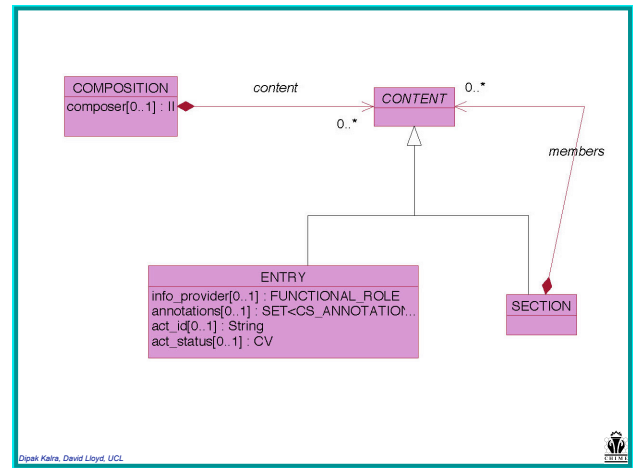 COMPOSITION
composer[0..1] : II
content
0..*
CONTENT
0..*
members
ENTRY
info_provider[0..1] : FUNCTIONAL_ROLE
annotations[0..1] : SET<CS_ANNOTATION...
act_id[0..1] : String
act_status[0..1] : CV
SECTION
Dipak Kalra, David Lloyd, UCL
CHIME